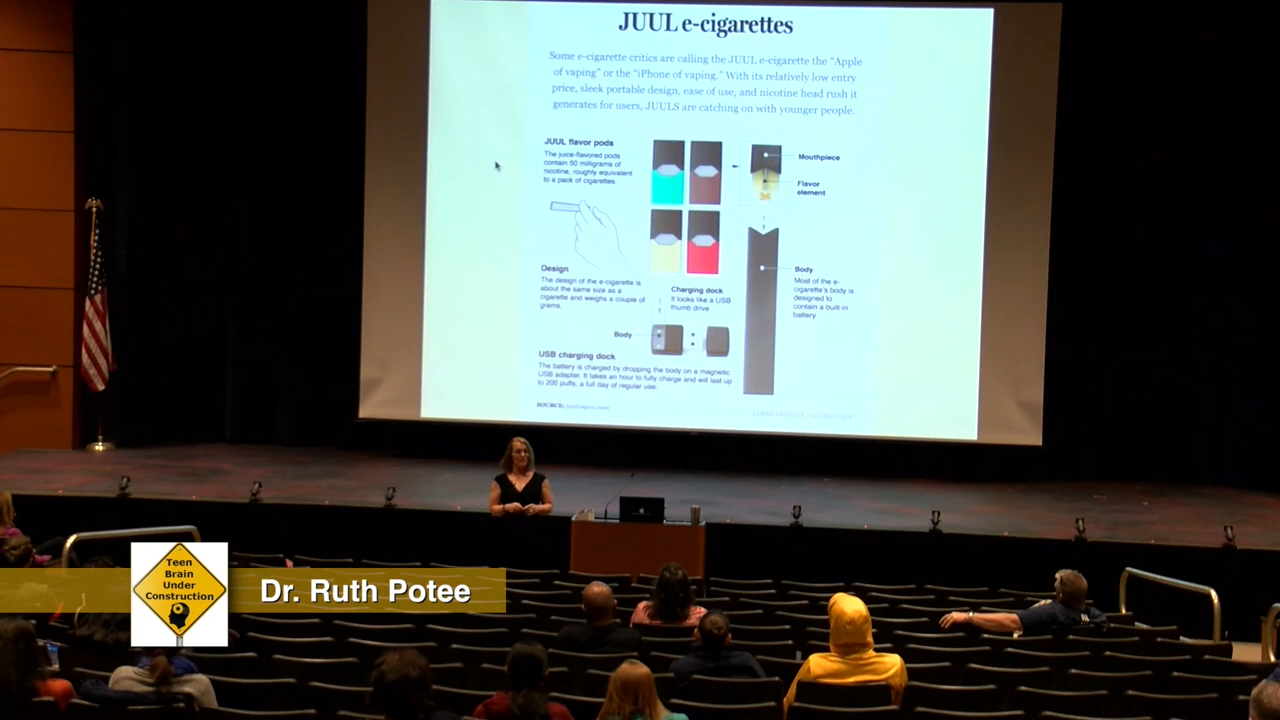 JUUL e-cigarettes
Some e-cigarette critics are calling the JUUL e-cigarette the “Apple
of vaping” or the “iPhone of vaping.” With its relatively low entry
price, sleek portable design, ease of use, and nicotine head rush it
generates for users, JUULS are catching on with younger people.
JUUL flavor pods
The juice-flavored pods
contain 50 milligrams of
nicotine, roughly equivalent
to a pack of cigarettes.
Mouthpiece
Flavor
element
Design
The design of the e-cigarette is
about the same size as a
cigarette and weighs a couple of
grams.
Charging dock
It looks like a USB
thumb drive
Body
Most of the e-
cigarette's body is
designed to
contain a built-in
battery.
Body
USB charging dock
The battery is charged by dropping the body on a magnetic
USB adapter. It takes an hour to fully charge and will last up
to 200 puffs, a full day of regular use.
SOURCE:
GLOBE STAFF
Teen
Brain
Under
Construction
Dr. Ruth Potee